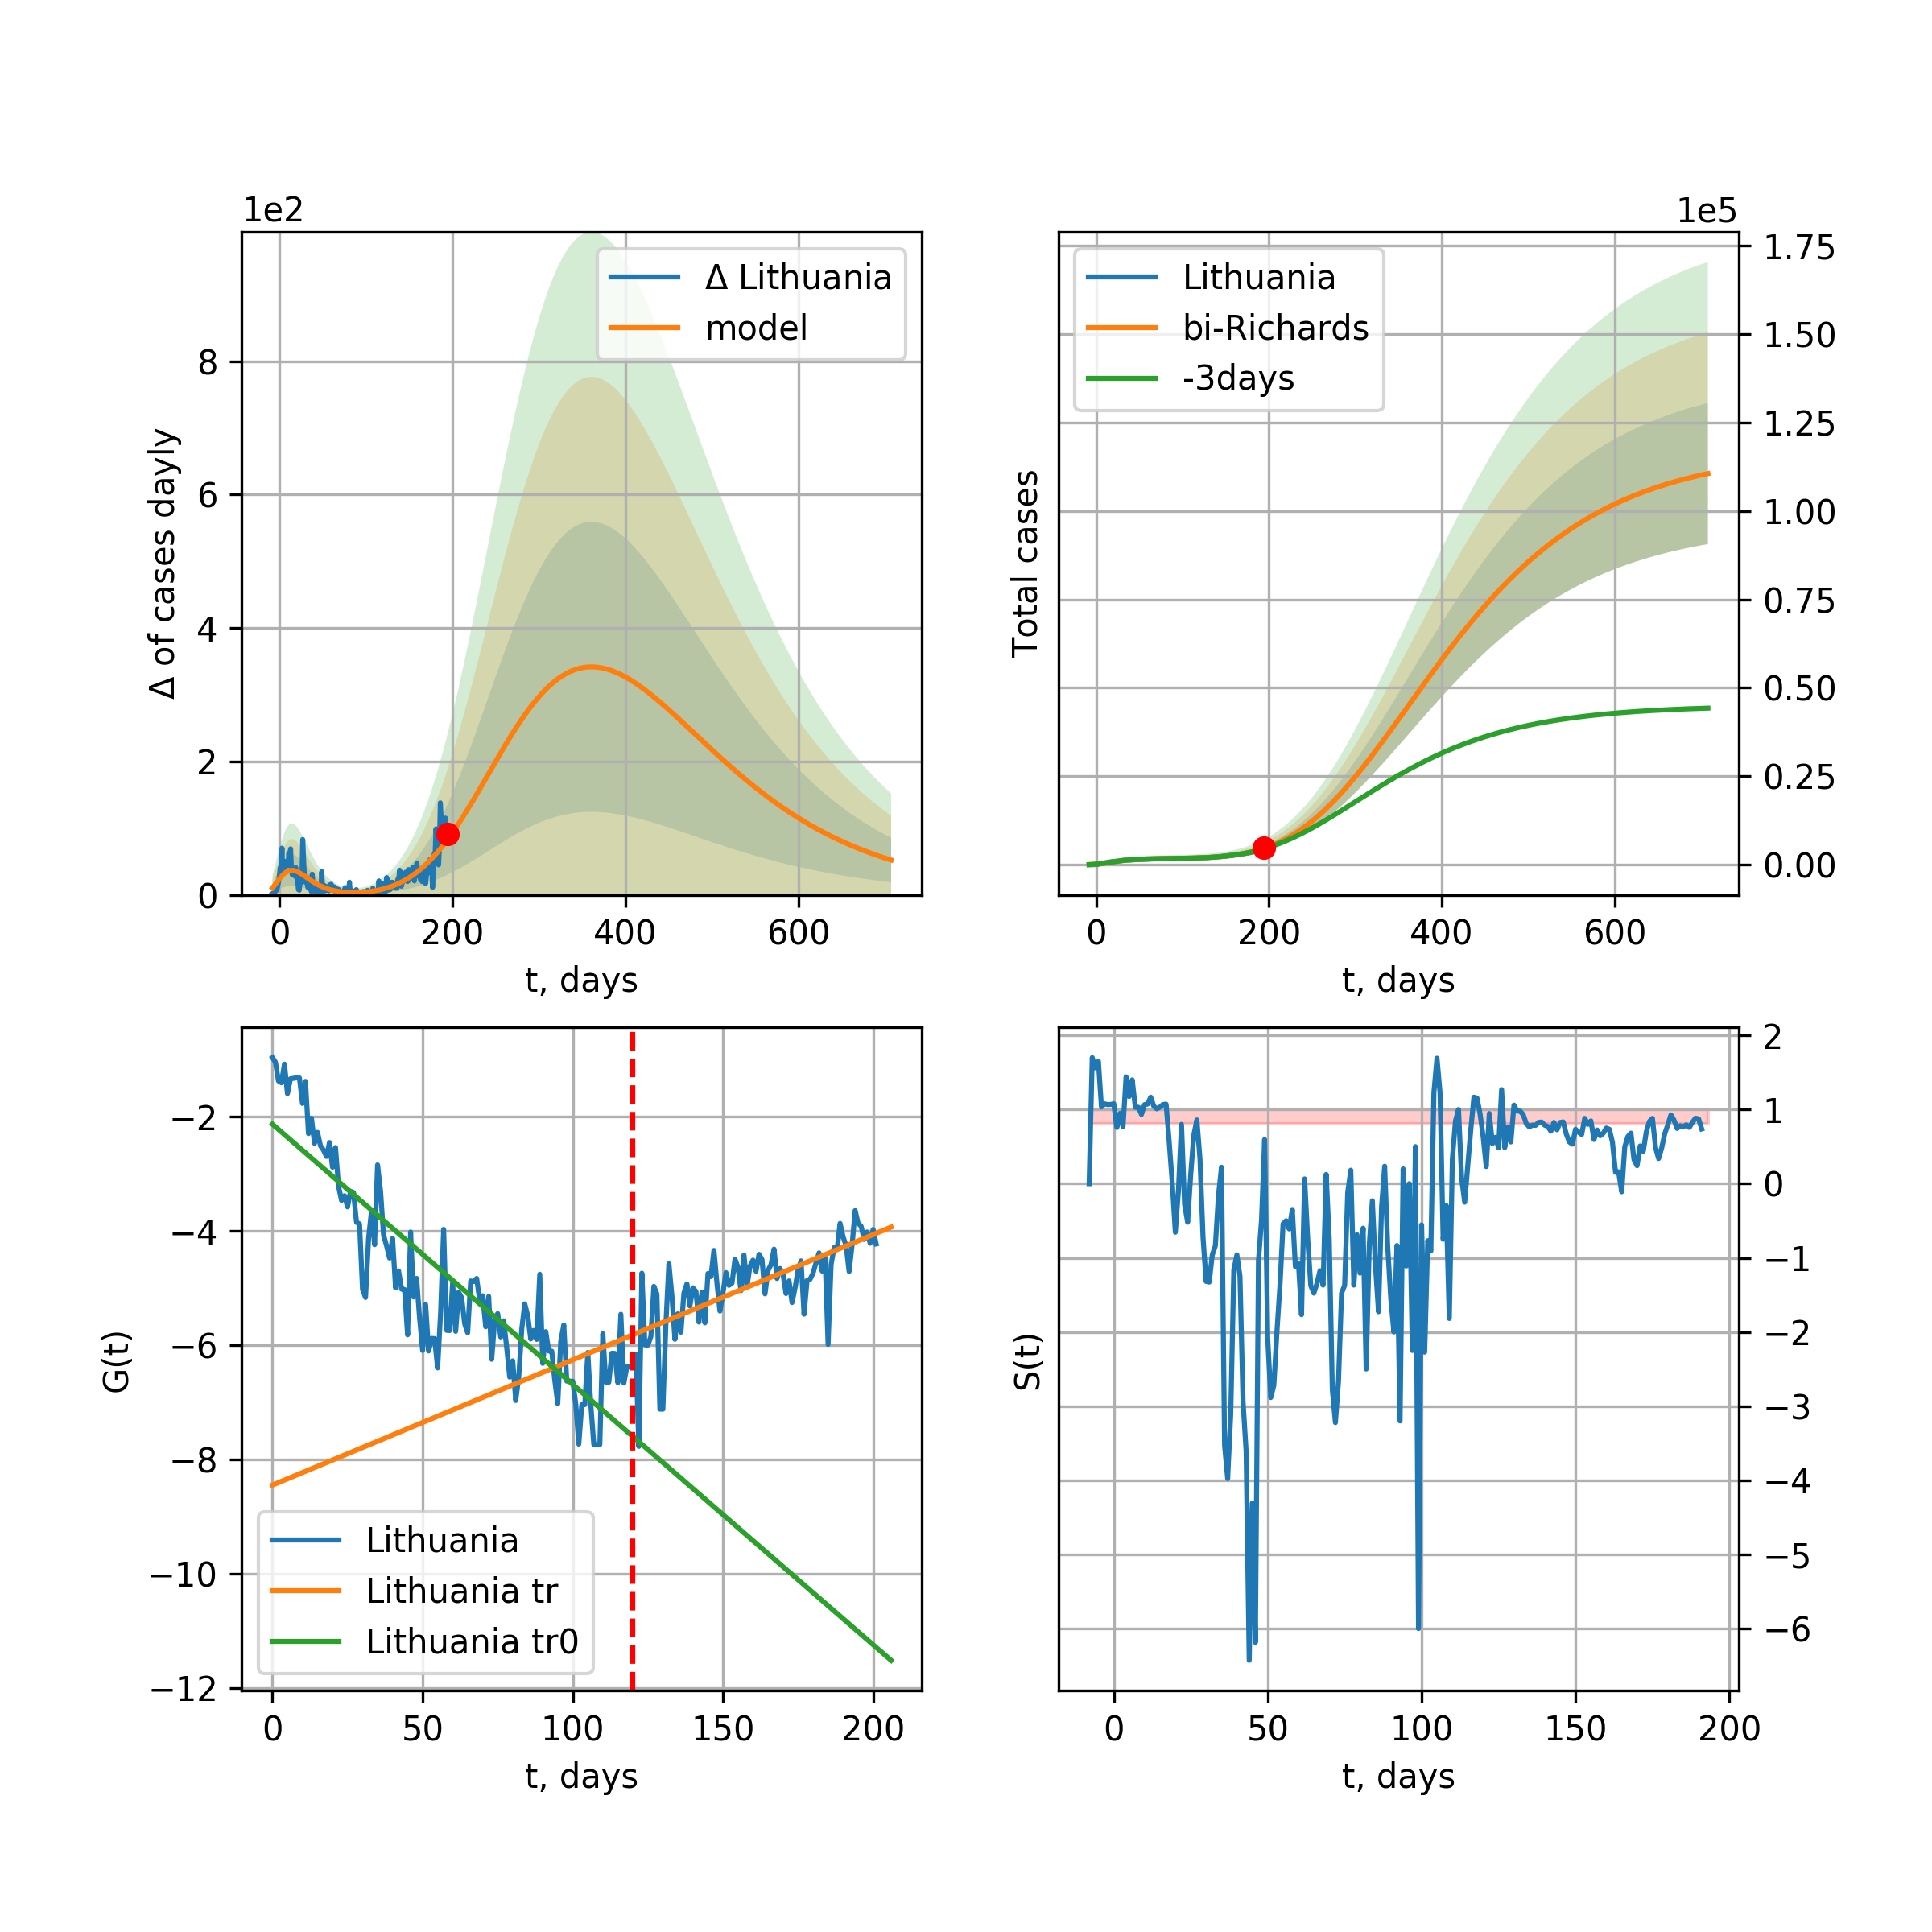 1e2
Δ Lithuania
model
8
6
4
2
0
Δ of cases dayly
0 200 400 600
t, days
1e5
Lithuania
bi-Richards
-3days
1.75
1.50
1.25
1.00
0.75
0.50
0.25
0.00
Total cases
0 200 400 600
t, days
−2
−4
−6
−8
−10
−12
G(t)
Lithuania
Lithuania tr
Lithuania tr0
0 50 100 150 200
t, days
2
1
0
−1
−2
−3
−4
−5
−6
S(t)
0 50 100 150 200
t, days